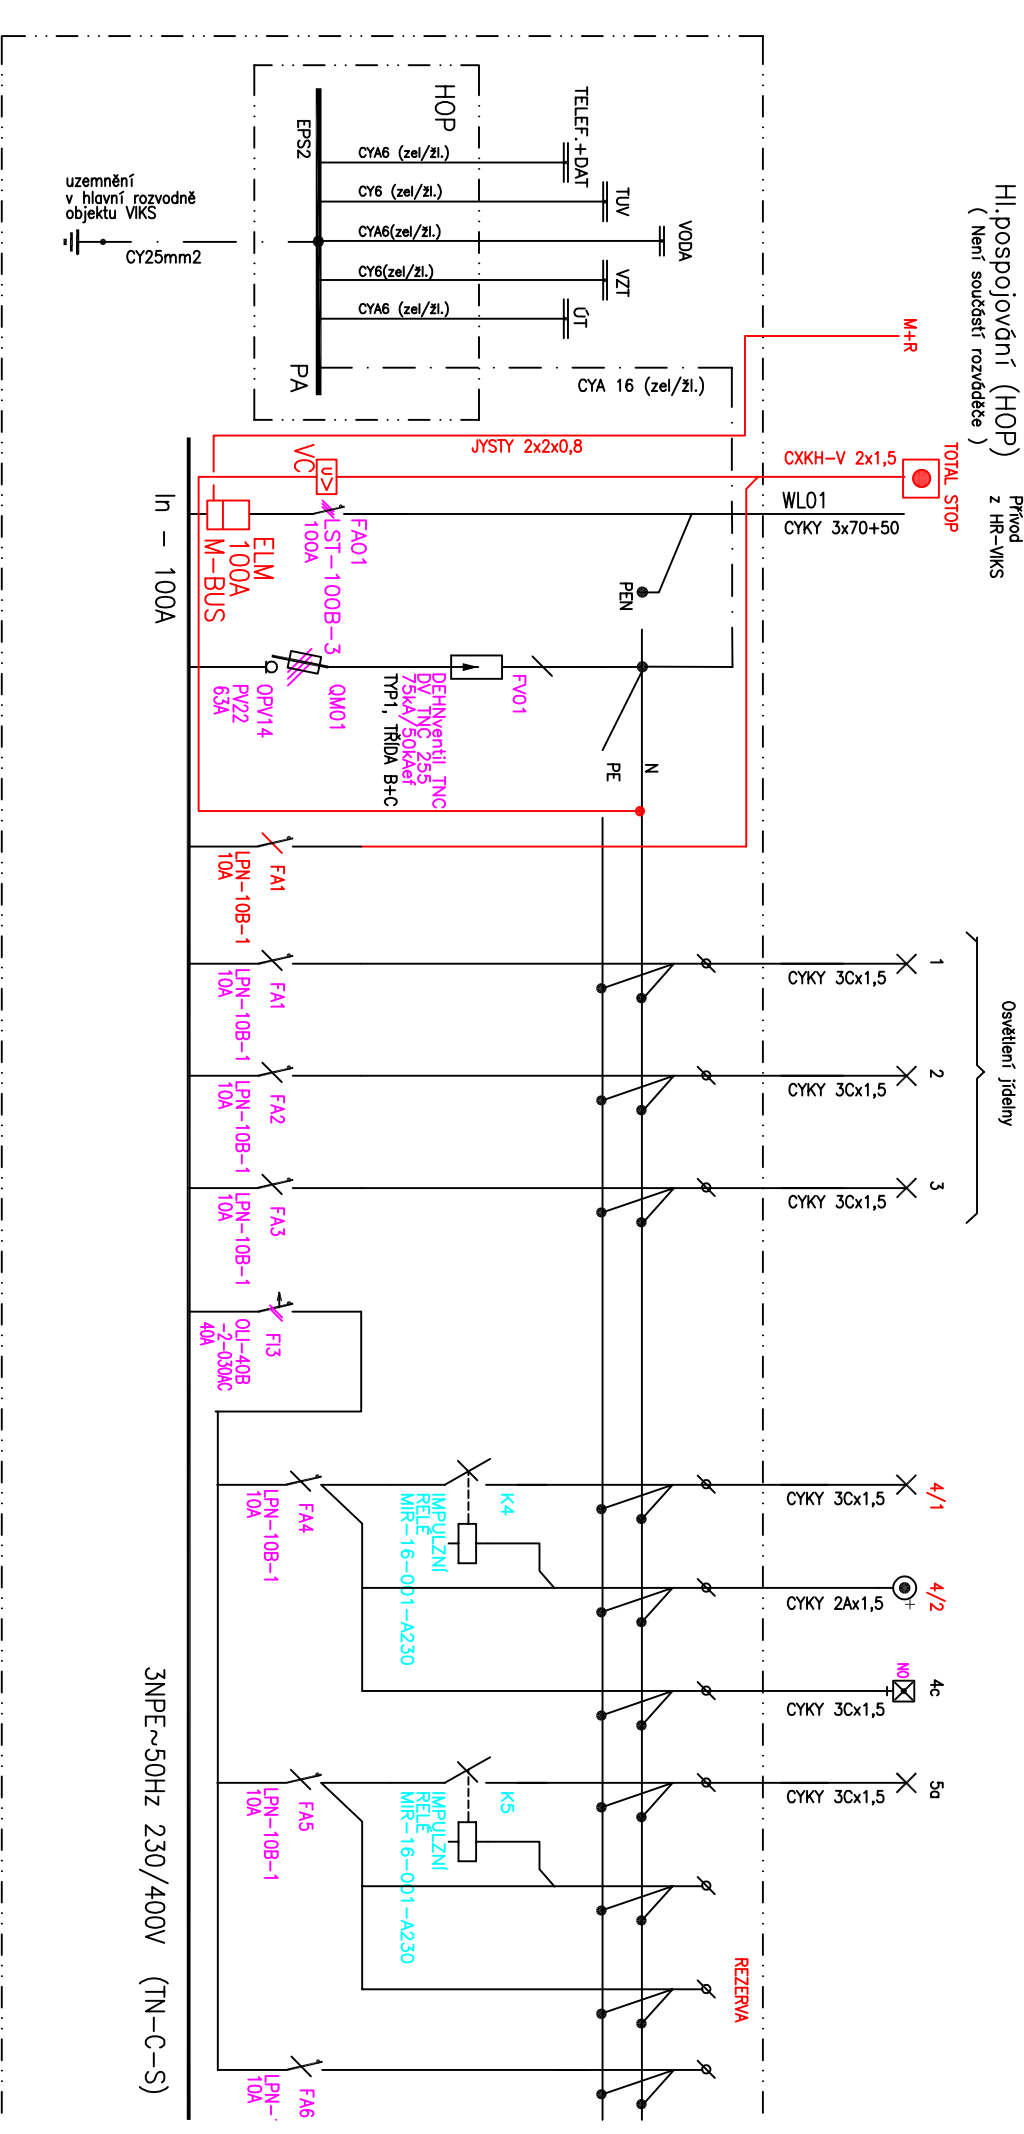 Hl.pospojování (HOP)
( Není součástí rozváděče )
HOP
EPS2
PA
TELEF.+DAT
TUV
VODA
VZT
ÚT
CYA6 (zel/žl.)
CY6 (zel/žl.)
CYA6(zel/žl.)
CY6(zel/žl.)
CYA6 (zel/žl.)
uzemnění
v hlavní rozvodně
objektu VIKS
CY25mm2
CYA 16 (zel/žl.)
M+R
JYSTY 2x2x0,8
CXKH-V 2x1,5
TOTAL STOP
Přívod
z HR-VIKS
WL01
CYKY 3x70+50
VC
U>
FA01
LST-100B-3
100A
ELM
100A
M-BUS
In - 100A
PEN
QM01
OPV14
PV22
63A
FV01
DEHNventil TNC
DV TNC 255
75kA/50kAef
TYP1, TŘÍDA B+C
N
PE
FA1
LPN-10B-1
10A
Osvětlení jídelny
1
CYKY 3Cx1,5
FA1
LPN-10B-1
10A
2
CYKY 3Cx1,5
FA2
LPN-10B-1
10A
3
CYKY 3Cx1,5
FA3
LPN-10B-1
10A
FI3
OLI-40B
-2-030AC
40A
4/1
CYKY 3Cx1,5
K4
IMPULZNÍ
RELÉ
MIR-16-001-A230
FA4
LPN-10B-1
10A
4/2
CYKY 2Ax1,5
4c
NO
CYKY 3Cx1,5
5a
CYKY 3Cx1,5
K5
IMPULZNÍ
RELÉ
MIR-16-001-A230
FA5
LPN-10B-1
10A
REZERVA
FA6
LPN-
10A
3NPE~50Hz 230/400V (TN-C-S)